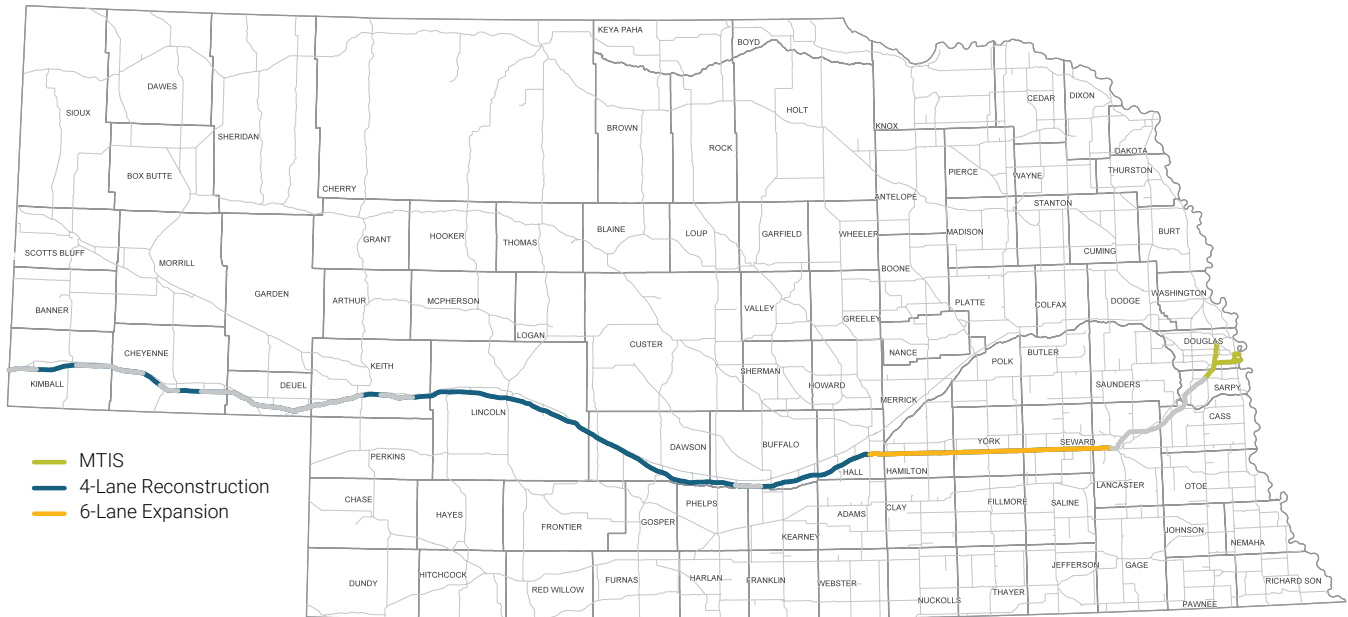 KEYA PAHA
BOYD
DAWES
SIOUX
CEDAR
DIXON
HOLT
BROWN
KNOX
SHERIDAN
ROCK
DAKOTA
PIERCE
WAYNE
THURSTON
BOX BUTTE
CHERRY
ANTELOPE
STANTON
GRANT
HOOKER
THOMAS
BLAINE
LOUP
GARFIELD
WHEELER
MADISON
BURT
CUMING
SCOTTS BLUFF
MORRILL
BOONE
GARDEN
ARTHUR
MCPHERSON
WASHINGTON
PLATTE
COLFAX
DODGE
BANNER
VALLEY
GREELEY
LOGAN
CUSTER
DOUGLAS
CHEYENNE
NANCE
BUTLER
POLK
KEITH
SHERMAN
KIMBALL
DEUEL
HOWARD
SAUNDERS
SARPY
MERRICK
LINCOLN
CASS
DAWSON
BUFFALO
YORK
SEWARD
PERKINS
MTIS
HALL
HAMILTON
4-Lane Reconstruction
LANCASTER
OTOE
6-Lane Expansion
CHASE
HAYES
FRONTIER
GOSPER
PHELPS
ADAMS
CLAY
FILLMORE
SALINE
KEARNEY
JOHNSON
NEMAHA
DUNDY
HITCHCOCK
RED WILLOW
FURNAS
HARLAN
FRANKLIN
WEBSTER
JEFFERSON
GAGE
RICHARD SON
NUCKOLLS
THAYER
PAWNEE